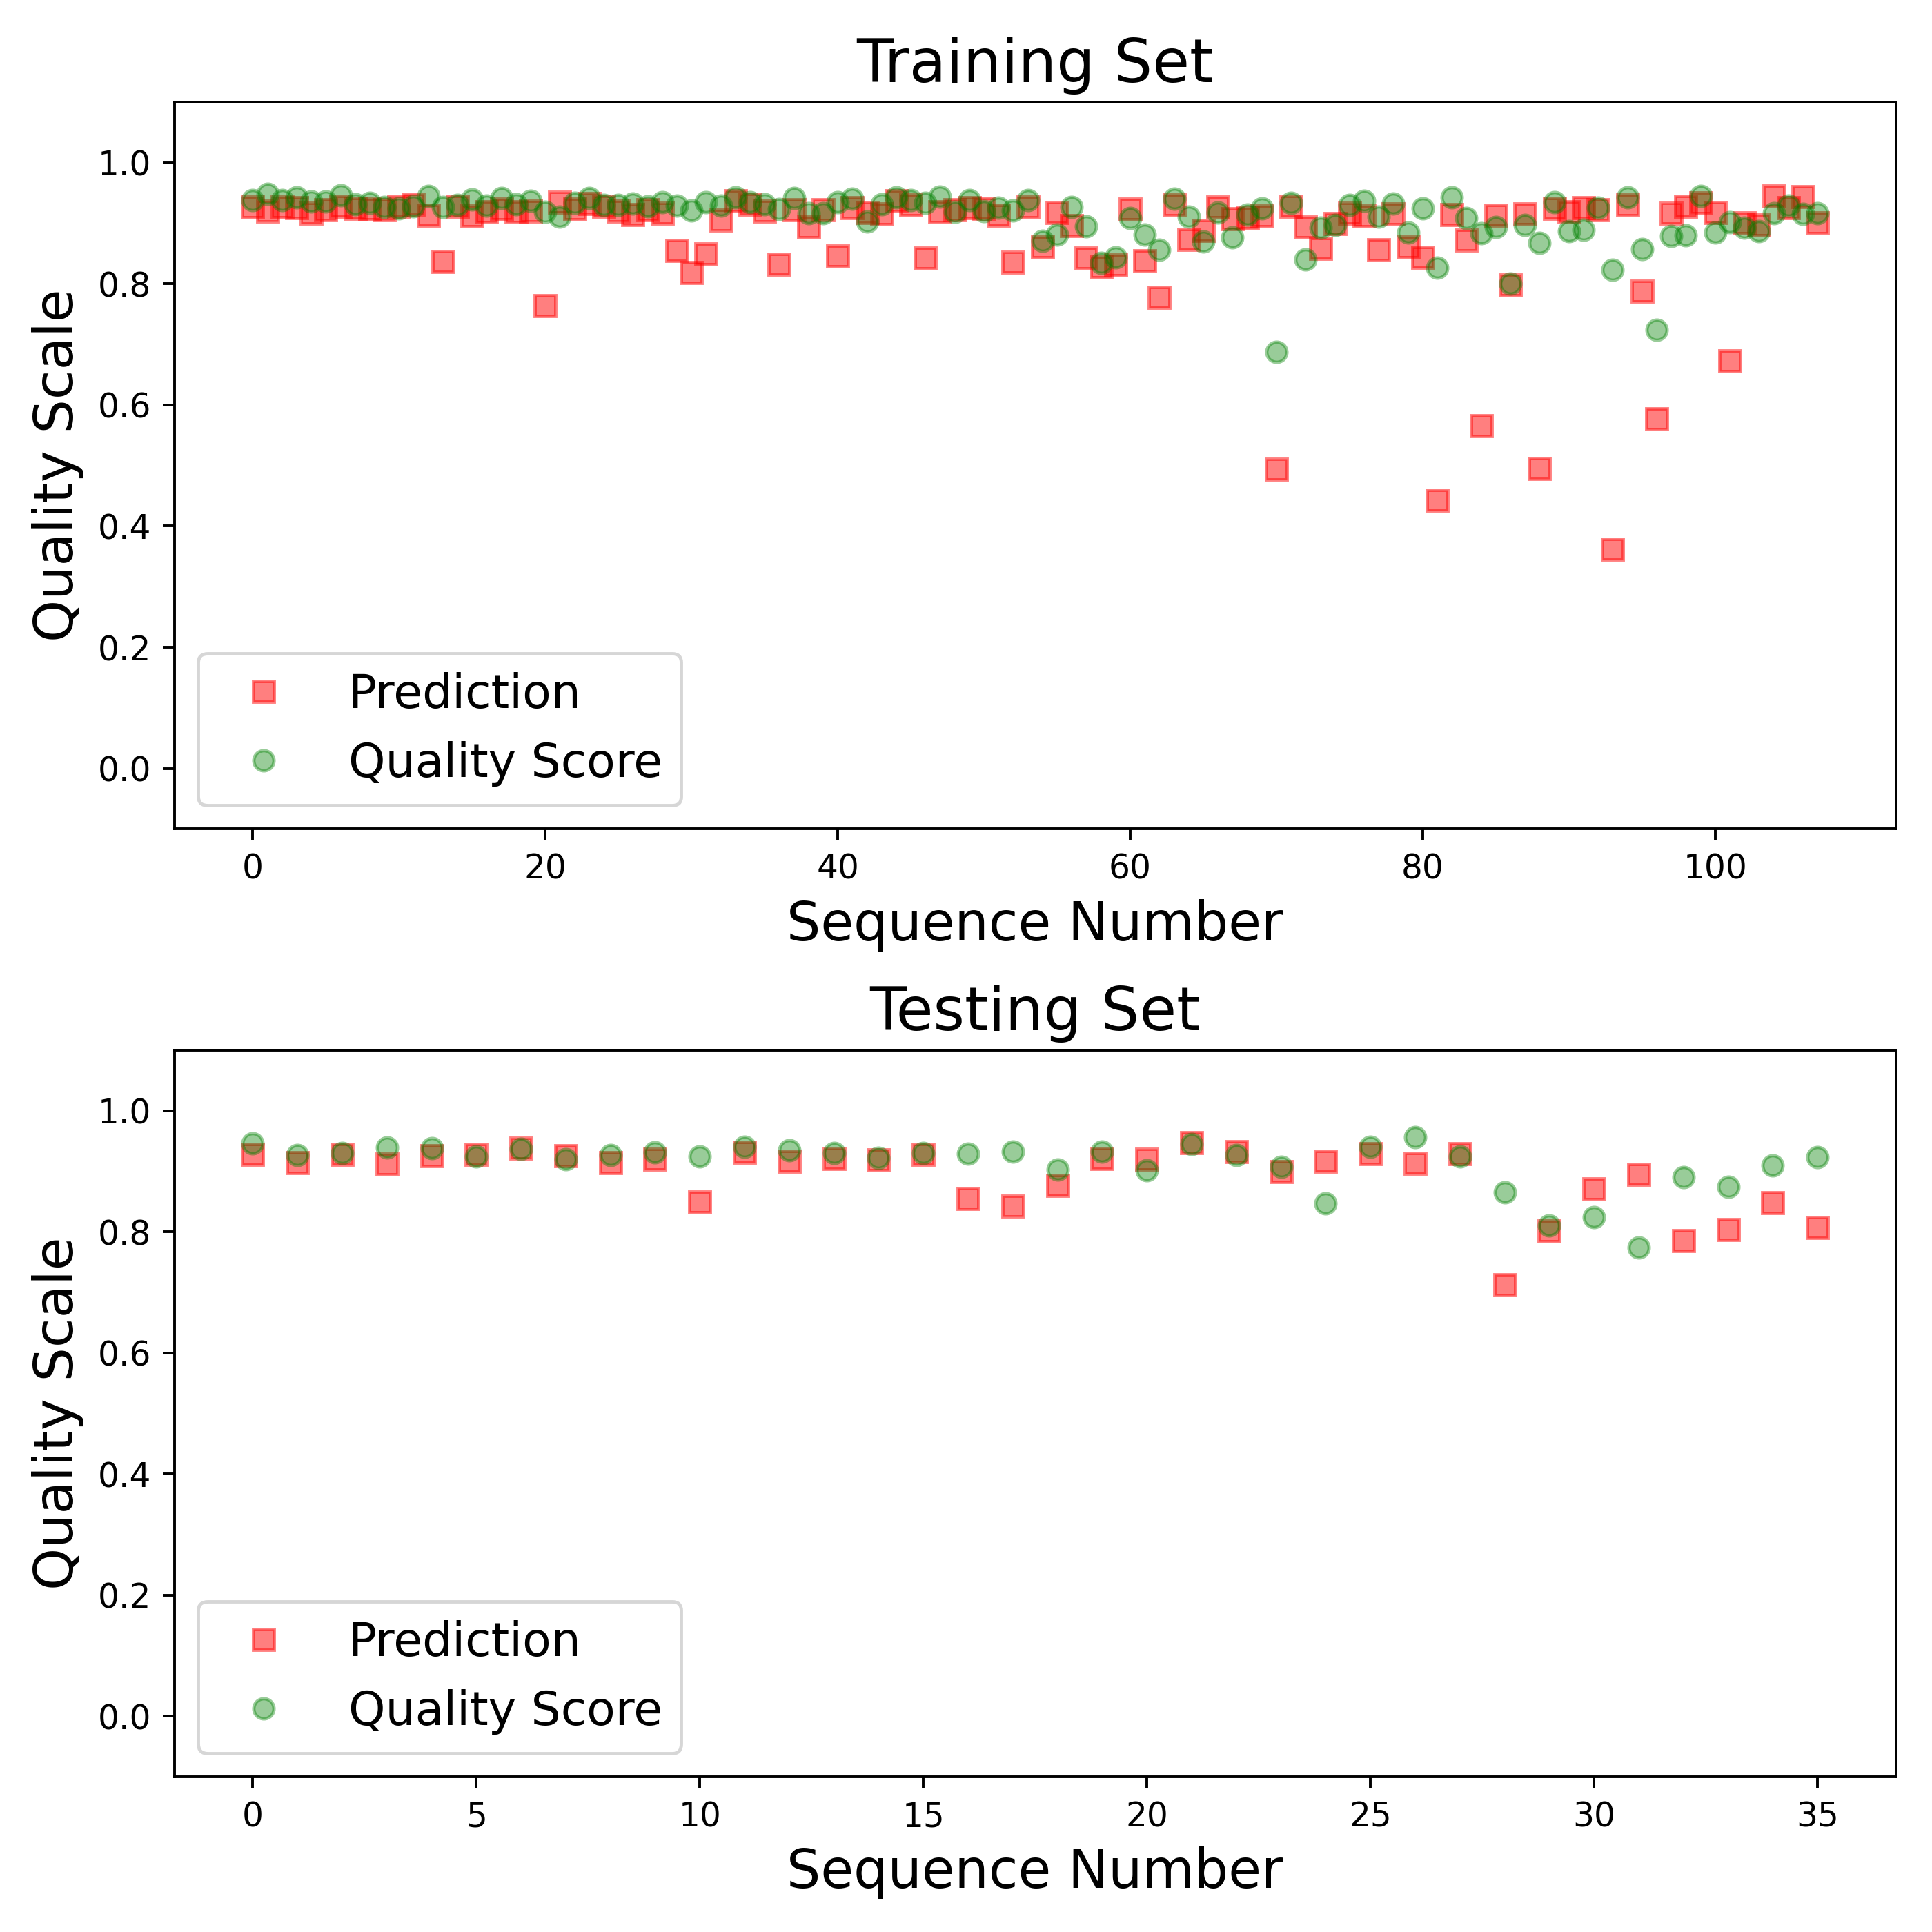 Training Set
Quality Scale
1.0
0.8
0.6
0.4
0.2
0.0
Prediction
Quality Score
0 20 40 60 80 100
Sequence Number
Testing Set
Quality Scale
1.0
0.8
0.6
0.4
0.2
0.0
Prediction
Quality Score
0 5 10 15 20 25 30 35
Sequence Number